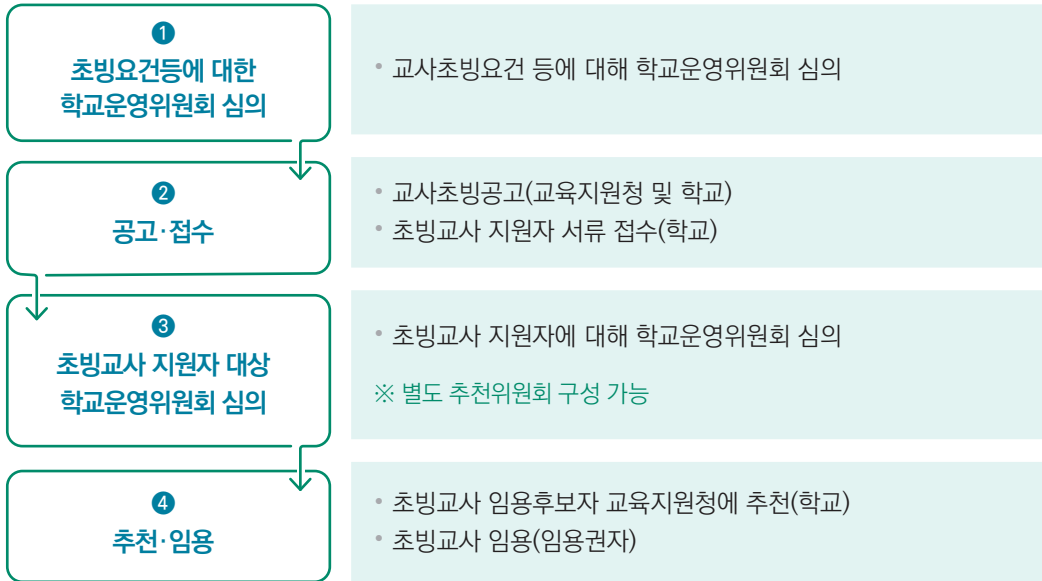 ❶
초빙요건등에 대한
학교운영위원회 심의
• 교사초빙요건 등에 대해 학교운영위원회 심의
❷
공고·접수
• 교사초빙공고(교육지원청 및 학교)
• 초빙교사 지원자 서류 접수(학교)
❸
초빙교사 지원자 대상
학교운영위원회 심의
• 초빙교사 지원자에 대해 학교운영위원회 심의
※ 별도 추천위원회 구성 가능
❹
추천·임용
• 초빙교사 임용후보자 교육지원청에 추천(학교)
• 초빙교사 임용(임용권자)